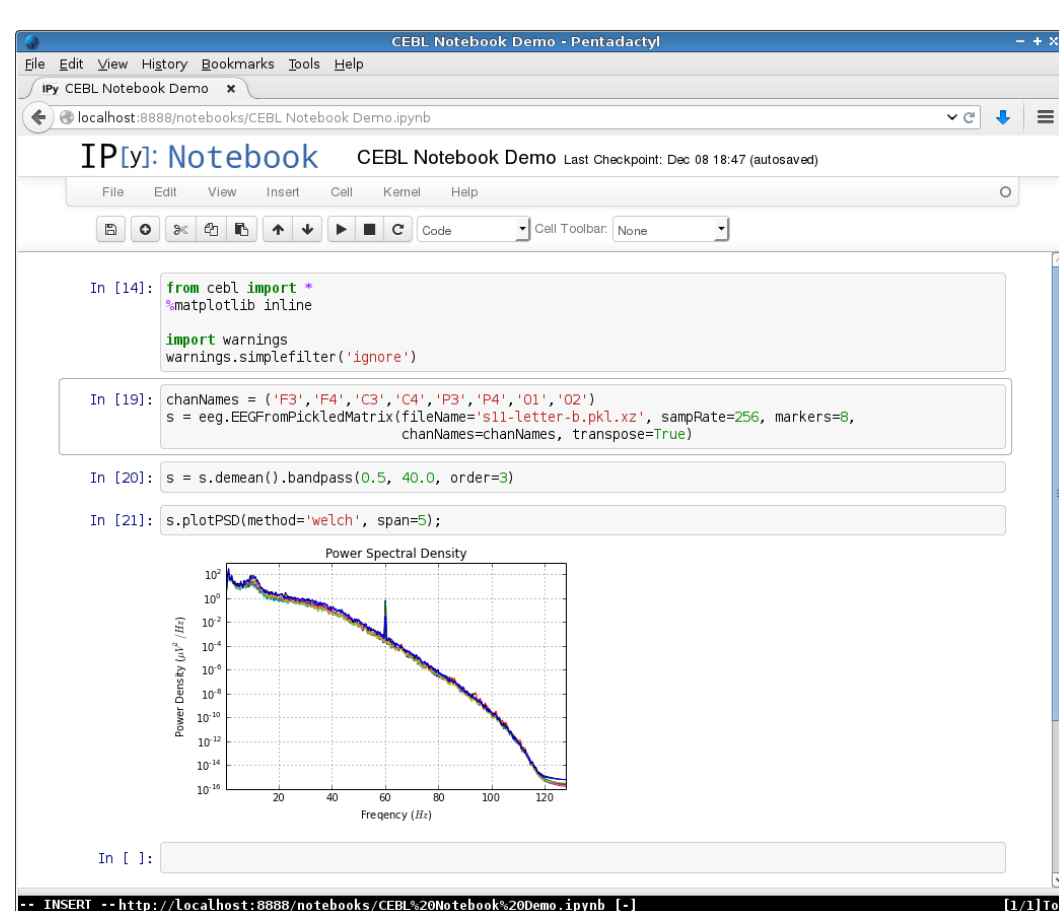 CEBL Notebook Demo - Pentadactyl
File Edit View History Bookmarks Tools Help
IPy CEBL Notebook Demo x
localhost:8888/notebooks/CEBL Notebook Demo.ipynb
IP[y]: Notebook CEBL Notebook Demo Last Checkpoint: Dec 08 18:47 (autosaved)
File Edit View Insert Cell Kernel Help
Code Cell Toolbar: None
In [14]: from cebl import *
%matplotlib inline
import warnings
warnings.simplefilter('ignore')
In [19]: chanNames = ('F3','F4','C3','C4','P3','P4','O1','O2')
s = eeg.EEGFromPickledMatrix(fileName='s11-letter-b.pkl.xz', sampRate=256, markers=8,
chanNames=chanNames, transpose=True)
In [20]: s = s.demean().bandpass(0.5, 40.0, order=3)
In [21]: s.plotPSD(method='welch', span=5);
Power Spectral Density
Power Density (μV² /Hz)
10²
10⁰
10⁻²
10⁻⁴
10⁻⁶
10⁻⁸
10⁻¹⁰
10⁻¹²
10⁻¹⁴
10⁻¹⁶
20 40 60 80 100 120
Freqency (Hz)
In [ ]:
-- INSERT --http://localhost:8888/notebooks/CEBL%20Notebook%20Demo.ipynb [-] [1/1]To